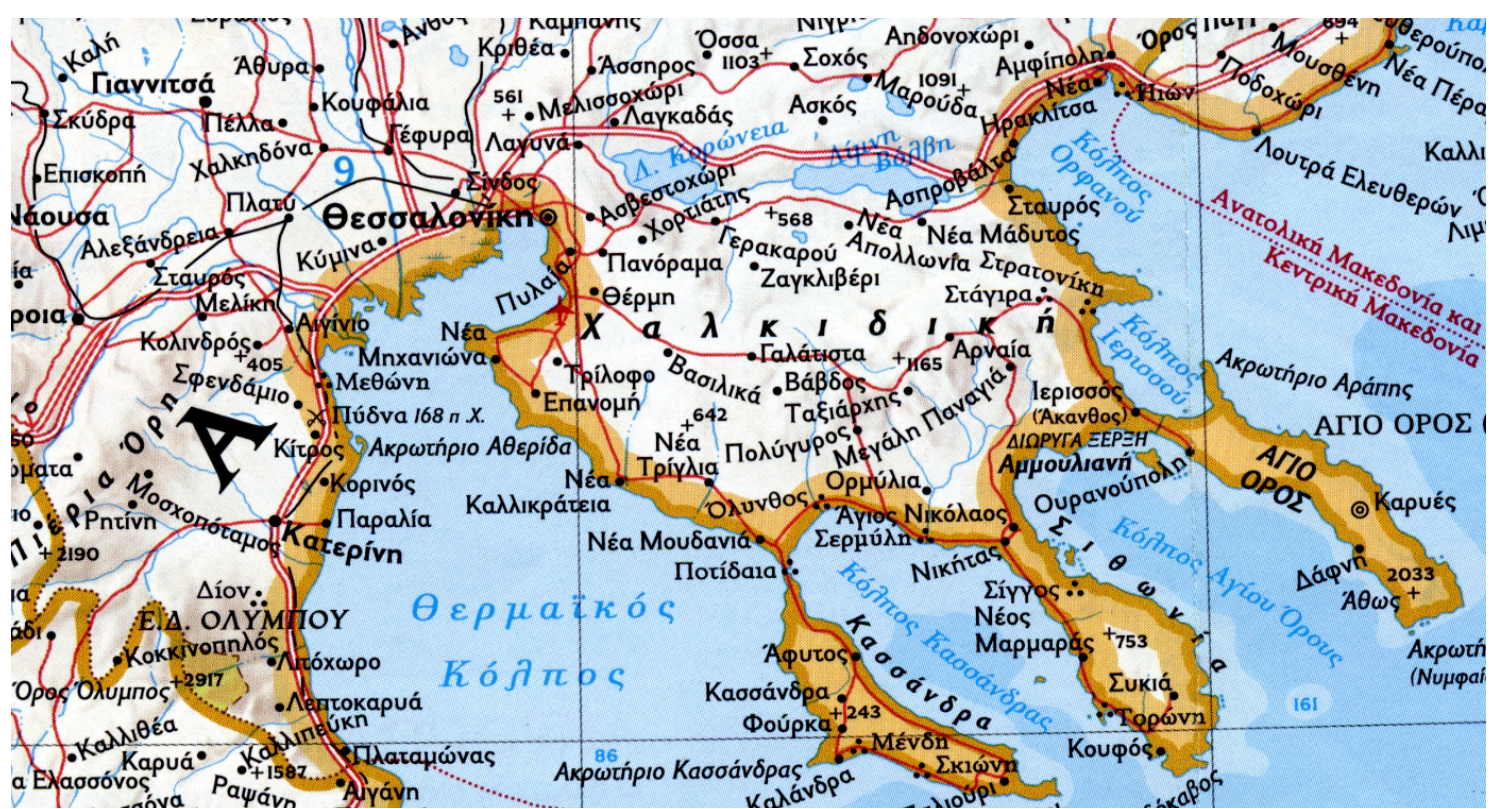 Καλή
Άθυρα
Γιαννιτσά
Κουφάλια
Σκύδρα
Πέλλα
Γέφυρα
Χαλκηδόνα
Επισκοπή
9
Νάουσα
Πλατύ
Αλεξάνδρεια
Κύμινα
Σταυρός
Μελίκη
Αιγίνιο
Κολινδρός
405
Σφενδάμιο
Μεθώνη
Πύδνα 168 π.Χ.
Κίτρος
Ακρωτήριο Αθερίδα
Κορινός
Μοσχοπόταμος
Ρητίνη
Παραλία
Κατερίνη
Πιέρια Όρη
Α
2190
Δίον
Ε.Δ. ΟΛΥΜΠΟΥ
Κοκκινοπηλός
Λιτόχωρο
Όρος Όλυμπος
2917
Λεπτοκαρυά
Καλλιπεύκη
Καλλιθέα
Καρυά
1587
Πλαταμώνας
Ραψάνη
Αιγάνη
Κριθέα
Άσσηρος
Όσσα
1103
Σοχός
Αηδονοχώρι
Μαρούδα
1091
Ασκός
561
Μελισσοχώρι
Λαγκαδάς
Λαγυνά
Δ. Κορώνεια
Λίμνη Βόλβη
Ασβεστοχώρι
Σίνδος
Θεσσαλονίκη
Χορτιάτης
568
Γερακαρού
Νέα Απολλωνία
Νέα Μάδυτος
Πανόραμα
Ζαγκλιβέρι
Πυλαία
Θέρμη
Χαλκιδική
Στρατονίκη
Στάγιρα
Νέα Μηχανιώνα
Τρίλοφο
Βασιλικά
Γαλάτιστα
1165
Αρναία
Επανομή
Βάβδος
Ταξιάρχης
Μεγάλη Παναγιά
642
Πολύγυρος
Νέα Τρίγλια
Νέα Καλλικράτεια
Όλυνθος
Ορμύλια
Άγιος Νικόλαος
Σερμύλη
Νέα Μουδανιά
Νικήτας
Ποτίδαια
Αμφίπολη
Νέα Ηρακλίτσα
Ηιών
694
Μουσθένη
Ποδοχώρι
Νέα Πέρα
Λουτρά Ελευθερών
Ασπροβάλτα
Σταυρός
Κόλπος Ορφανού
Ανατολική Μακεδονία και
Κεντρική Μακεδονία
Κόλπος Ιερισσού
Ακρωτήριο Αράπης
Ιερισσός
(Άκανθος)
ΔΙΩΡΥΓΑ ΞΕΡΞΗ
Αμμουλιανή
Ουρανούπολη
ΑΓΙΟ ΟΡΟΣ
ΑΓΙΟ ΟΡΟΣ
Καρυές
Δάφνη
2033
Άθως
Κόλπος Αγίου Όρους
Σιθωνία
Σίγγος
Νέος Μαρμαράς
753
Συκιά
Τορώνη
Κουφός
161
Θερμαϊκός
Κόλπος
Κόλπος Κασσάνδρας
Κασσάνδρα
Άφυτος
Κασσάνδρα
Φούρκα
243
Μένδη
Σκιώνη
Ακρωτήριο Κασσάνδρας
Καλάνδρα
86